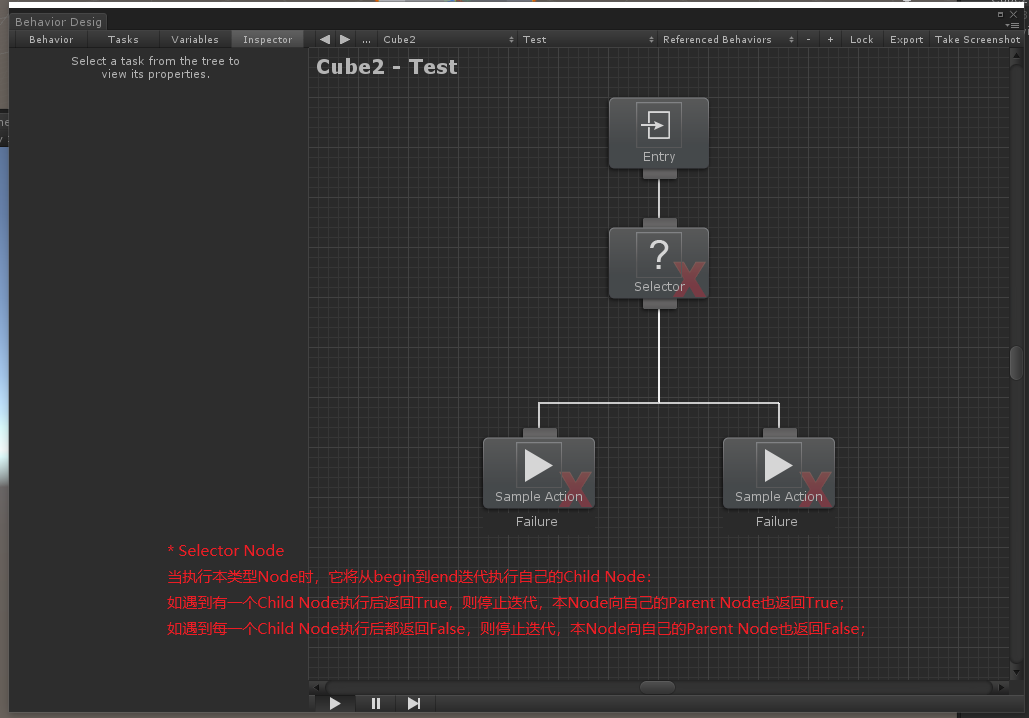 Behavior Desig
Behavior Tasks Variables Inspector ... Cube2 Test Referenced Behaviors - + Lock Export Take Screenshot
Select a task from the tree to
view its properties.
Cube2 - Test
Entry
?
Selector
X
Sample Action X Sample Action X
Failure Failure
* Selector Node
当执行本类型Node时，它将从begin到end迭代执行自己的Child Node：
如遇到有一个Child Node执行后返回True，则停止迭代，本Node向自己的Parent Node也返回True；
如遇到每一个Child Node执行后都返回False，则停止迭代，本Node向自己的Parent Node也返回False；